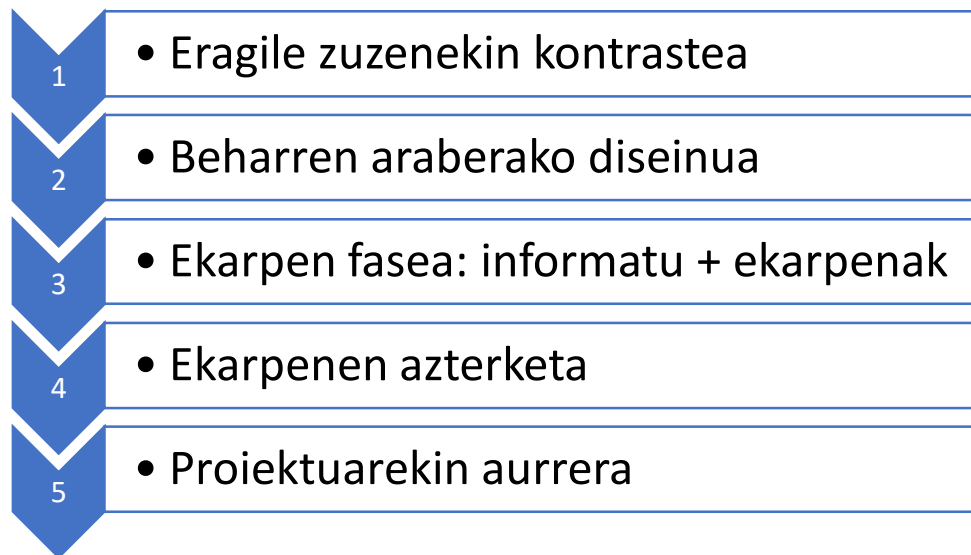 1
• Eragile zuzenekin kontrastea
2
• Beharren araberako diseinua
3
• Ekarpen fasea: informatu + ekarpenak
4
• Ekarpenen azterketa
5
• Proiektuarekin aurrera